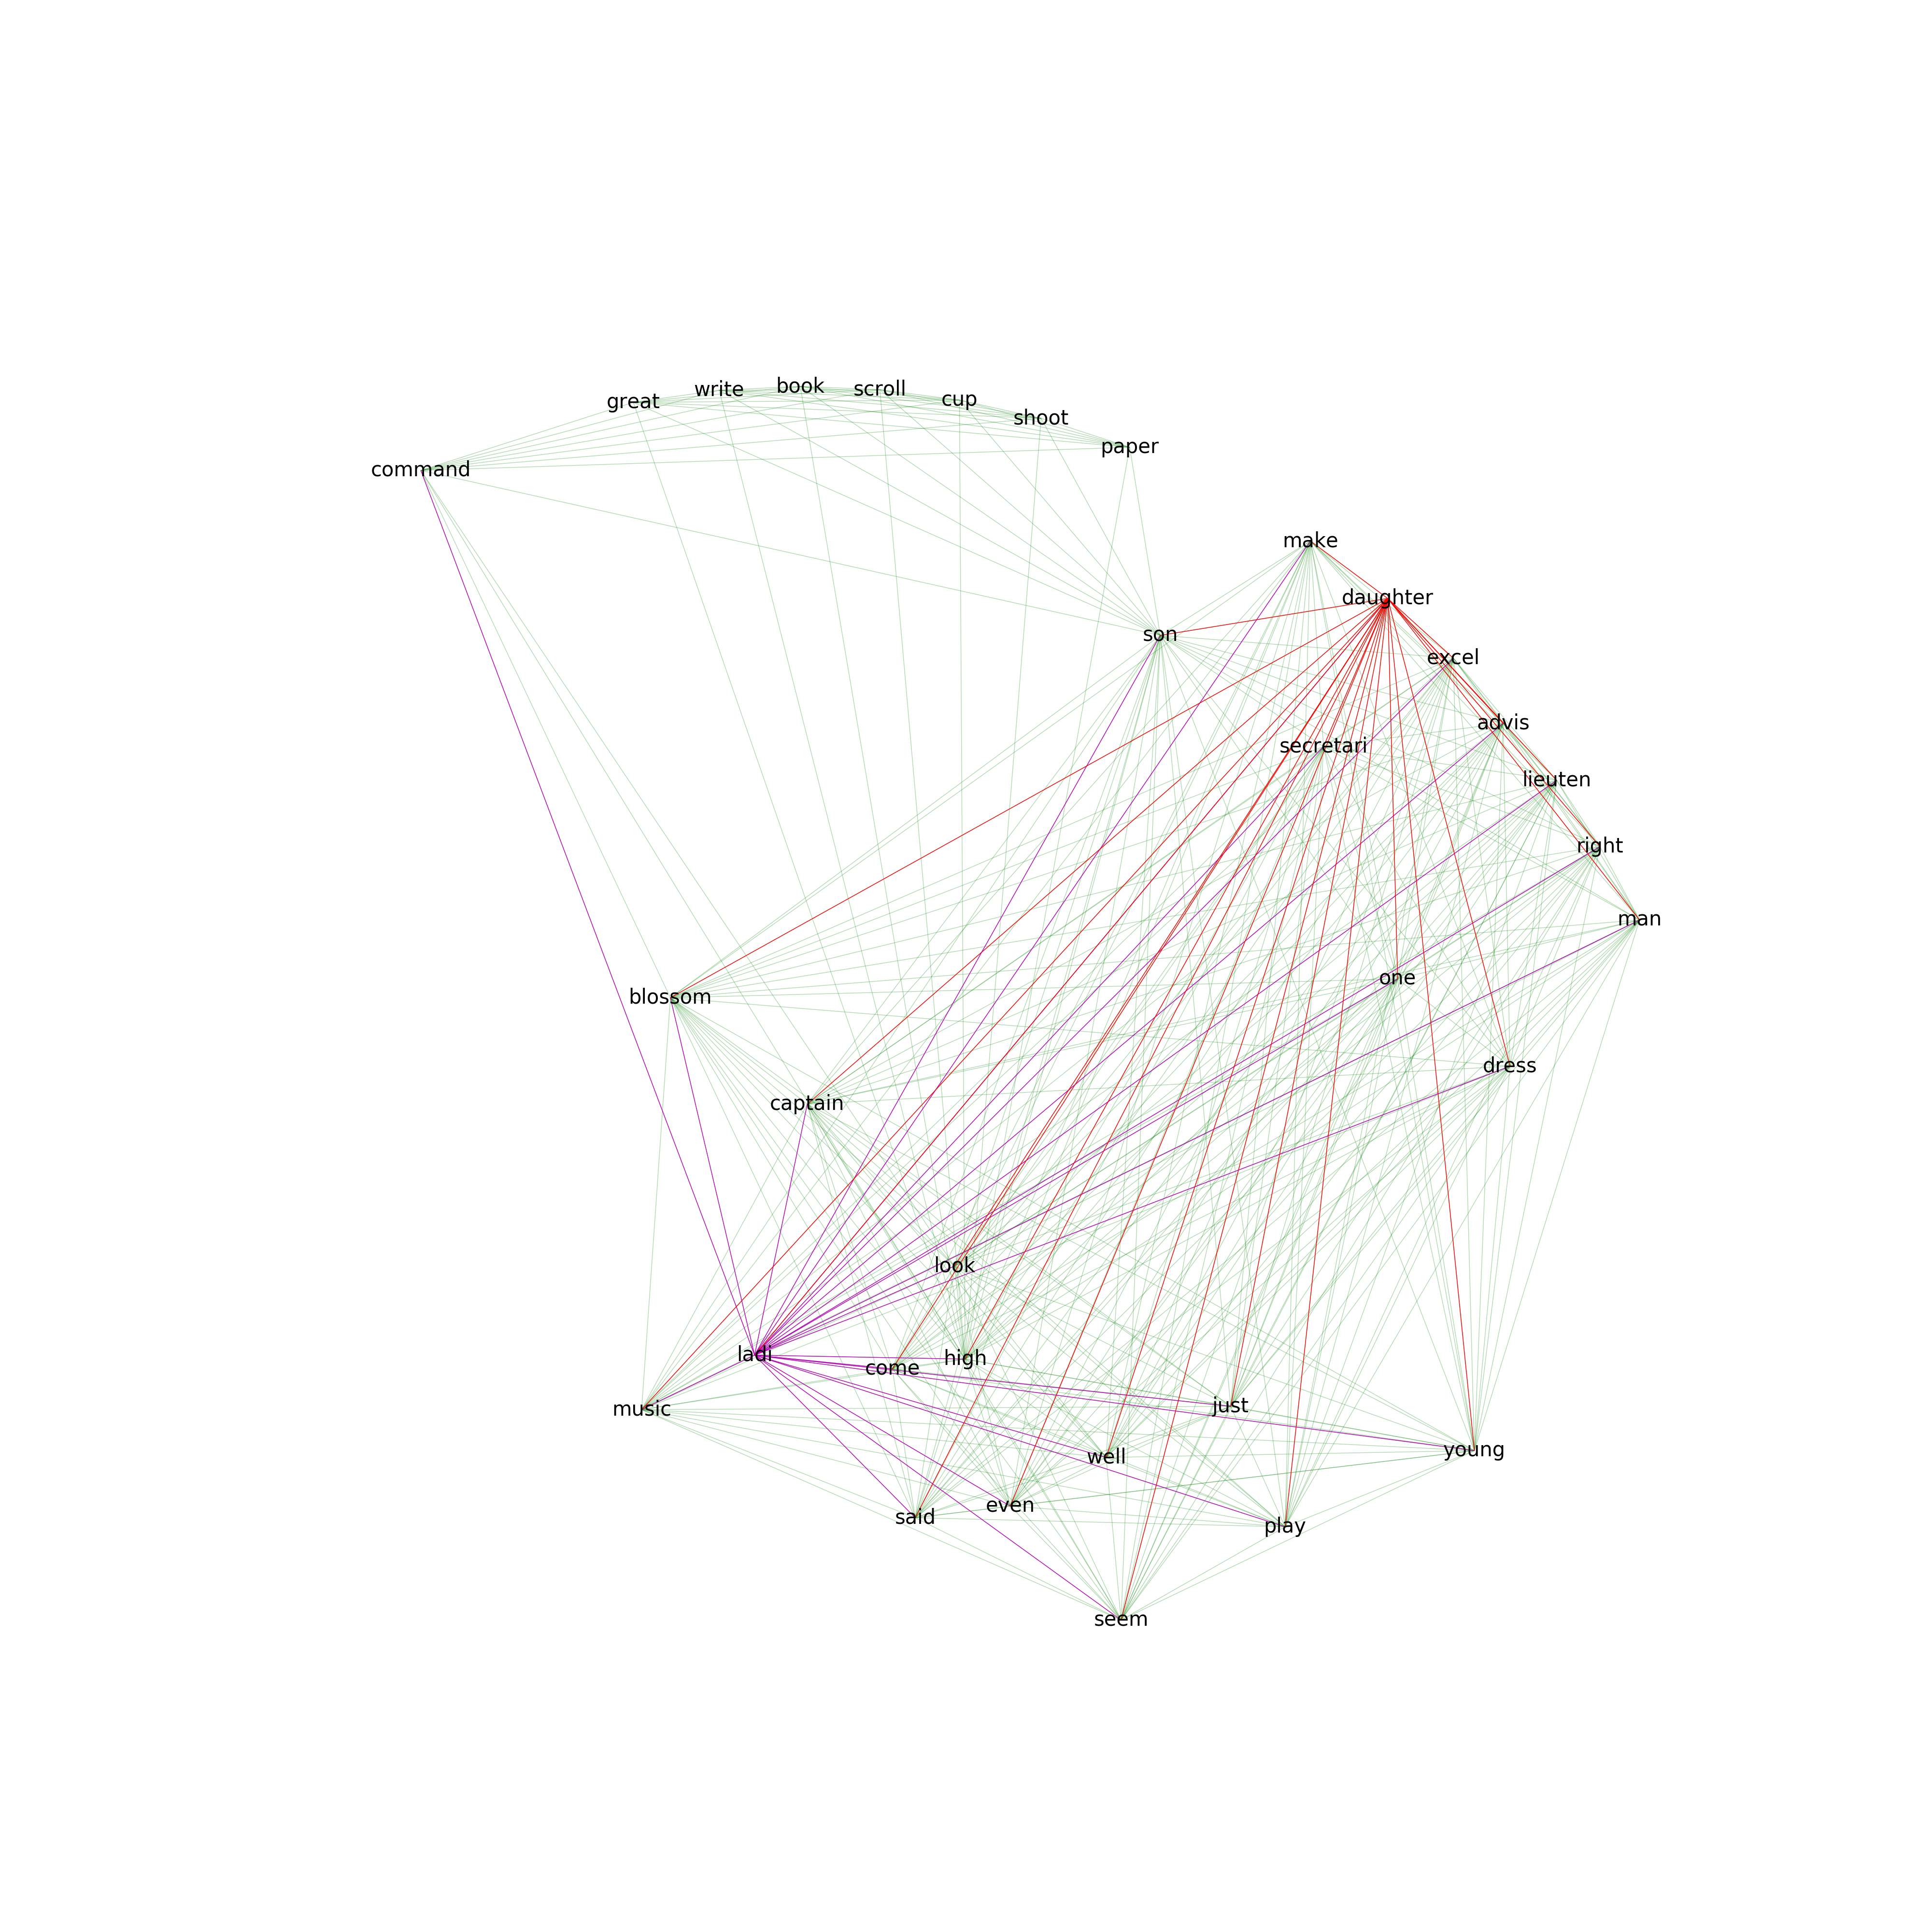 book
write
scroll
cup
great
shoot
paper
command
make
daughter
son
excel
advis
secretari
lieuten
right
man
one
blossom
dress
captain
look
ladi
high
come
just
music
young
well
even
said
play
seem